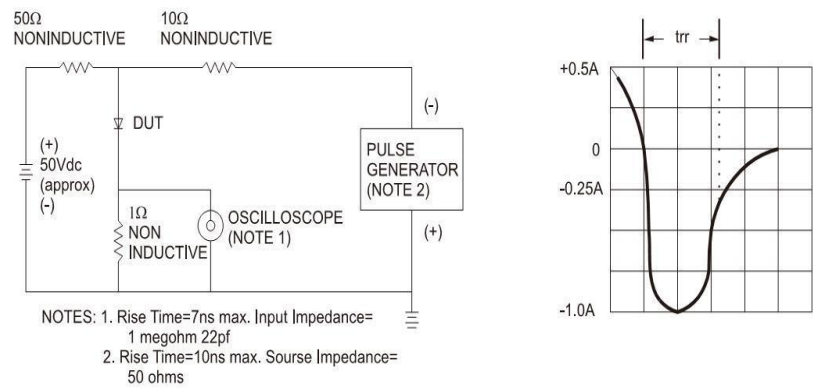 50Ω
NONINDUCTIVE
10Ω
NONINDUCTIVE
DUT
(+)
50Vdc
(approx)
(-)
1Ω
NON
INDUCTIVE
OSCILLOSCOPE
(NOTE 1)
(-)
PULSE
GENERATOR
(NOTE 2)
(+)
NOTES: 1. Rise Time=7ns max. Input Impedance=
1 megohm 22pf
2. Rise Time=10ns max. Sourse Impedance=
50 ohms
trr
+0.5A
0
-0.25A
-1.0A